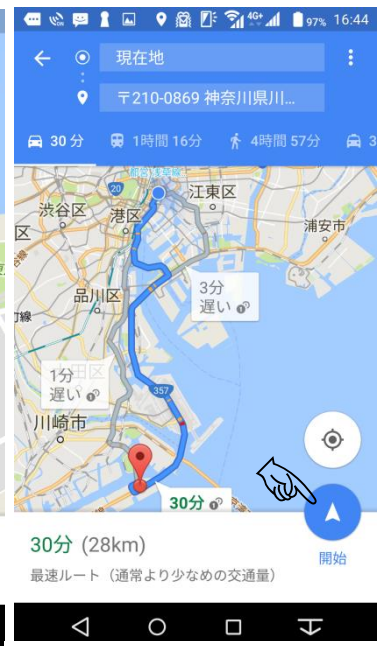 4G+ 97% 16:44
現在地
〒210-0869 神奈川県川...
30 分 1時間 16分 4時間 57分 3
20
江東区
渋谷区
港区
区
浦安市
3分
遅い
品川区
1分
遅い
357
川崎市
30分
30分 (28km)
開始
最速ルート（通常より少なめの交通量）